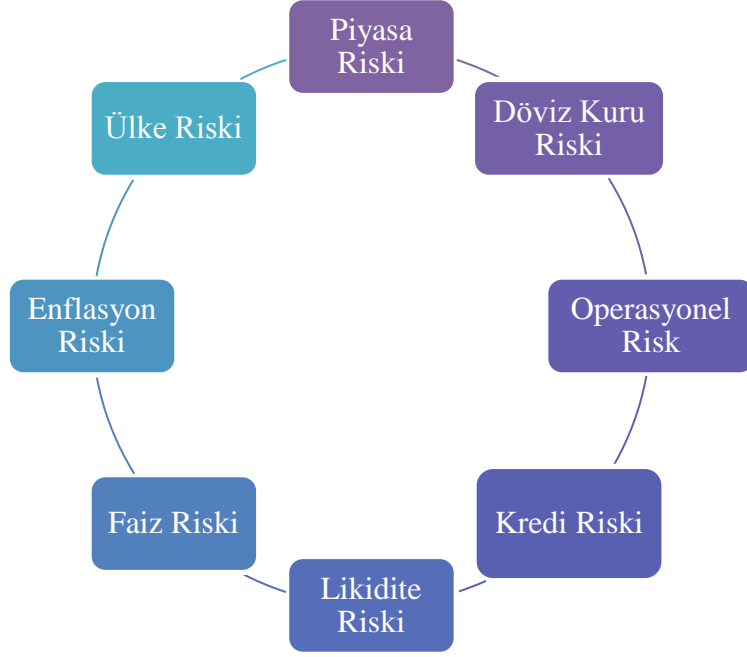 Piyasa
Riski
Döviz Kuru
Riski
Operasyonel
Risk
Kredi Riski
Likidite
Riski
Faiz Riski
Enflasyon
Riski
Ülke Riski